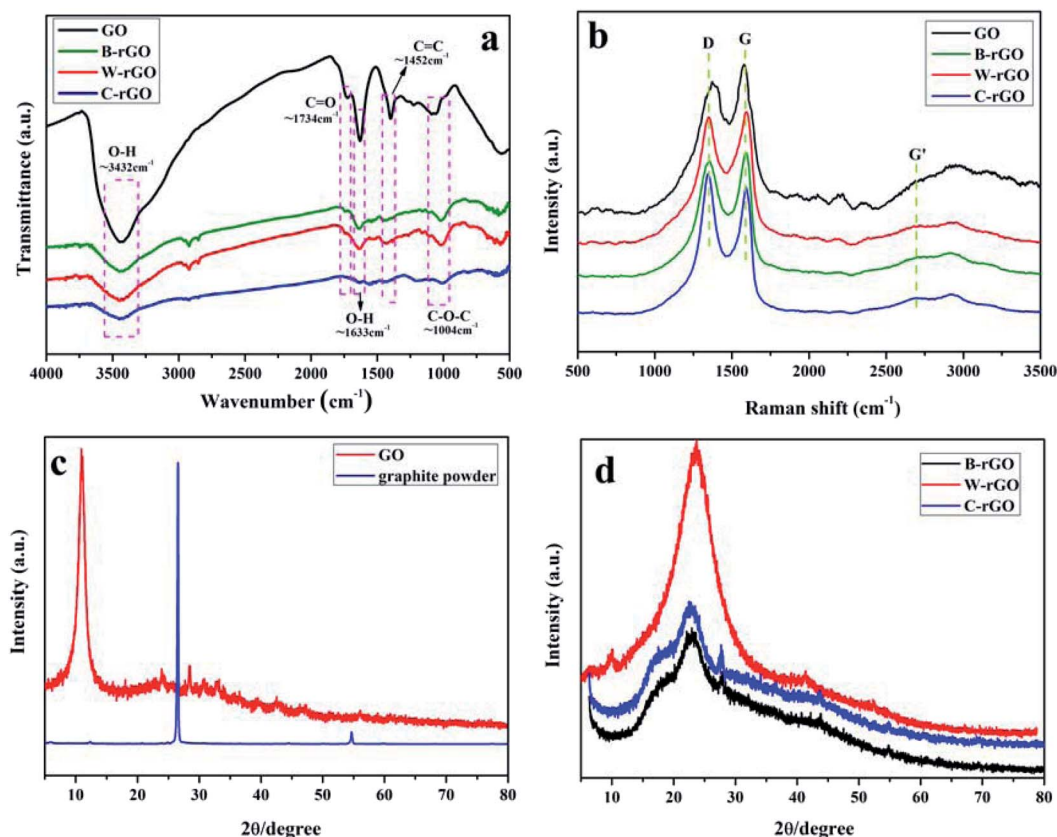 GO
B-rGO
W-rGO
C-rGO
a
C=C
~1452cm⁻¹
C=O
~1734cm⁻¹
O-H
~3432cm⁻¹
O-H
~1633cm⁻¹
C-O-C
~1004cm⁻¹
Transmittance (a.u.)
4000 3500 3000 2500 2000 1500 1000 500
Wavenumber (cm⁻¹)
b
D G
G'
GO
B-rGO
W-rGO
C-rGO
Intensity (a.u.)
500 1000 1500 2000 2500 3000 3500
Raman shift (cm⁻¹)
c
GO
graphite powder
Intensity (a.u.)
10 20 30 40 50 60 70 80
2θ/degree
d
B-rGO
W-rGO
C-rGO
Intensity (a.u.)
10 20 30 40 50 60 70 80
2θ/degree